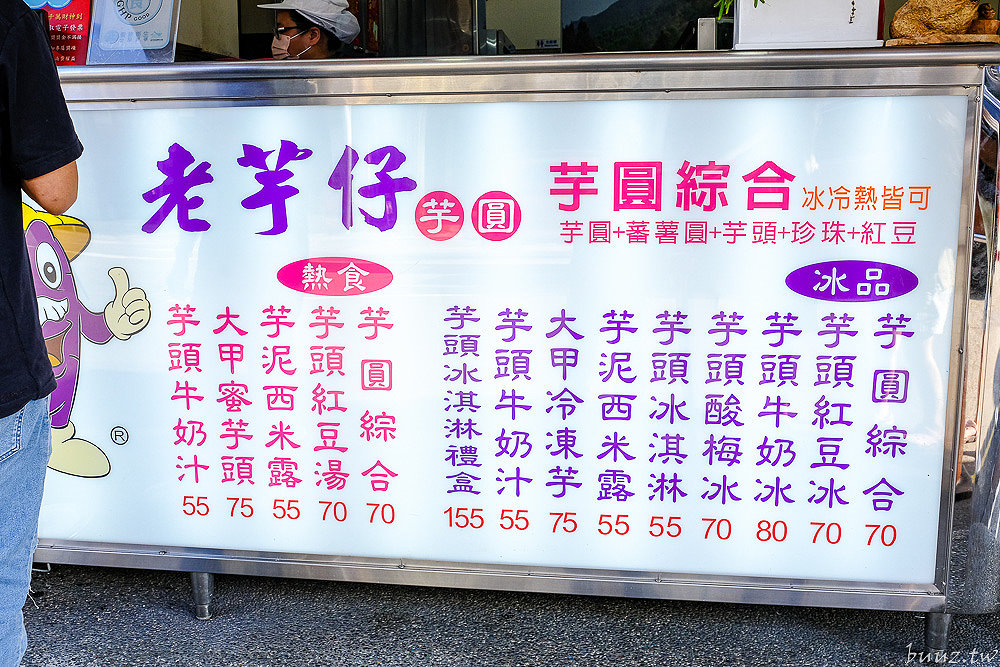 老芋仔芋圓
芋圓綜合冰冷熱皆可
芋圓+蕃薯圓+芋頭+珍珠+紅豆
熱食
芋圓綜合 70
芋頭紅豆湯 70
芋泥西米露 55
大甲蜜芋頭 75
芋頭牛奶汁 55
®
冰品
芋圓綜合 70
芋頭紅豆冰 70
芋頭牛奶冰 80
芋頭酸梅冰 70
芋頭冰淇淋 55
芋泥西米露 55
大甲冷凍芋 75
芋頭牛奶汁 55
芋頭冰淇淋禮盒 155
buuz.tw